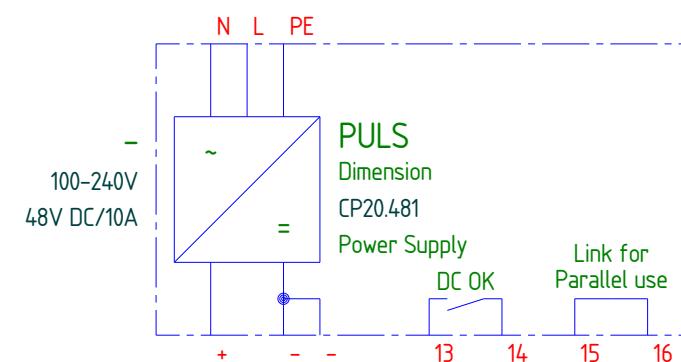 N L PE
PULS
Dimension
CP20.481
Power Supply
–
100-240V
48V DC/10A
~
=
DC OK
Link for
Parallel use
+ - - 13 14 15 16